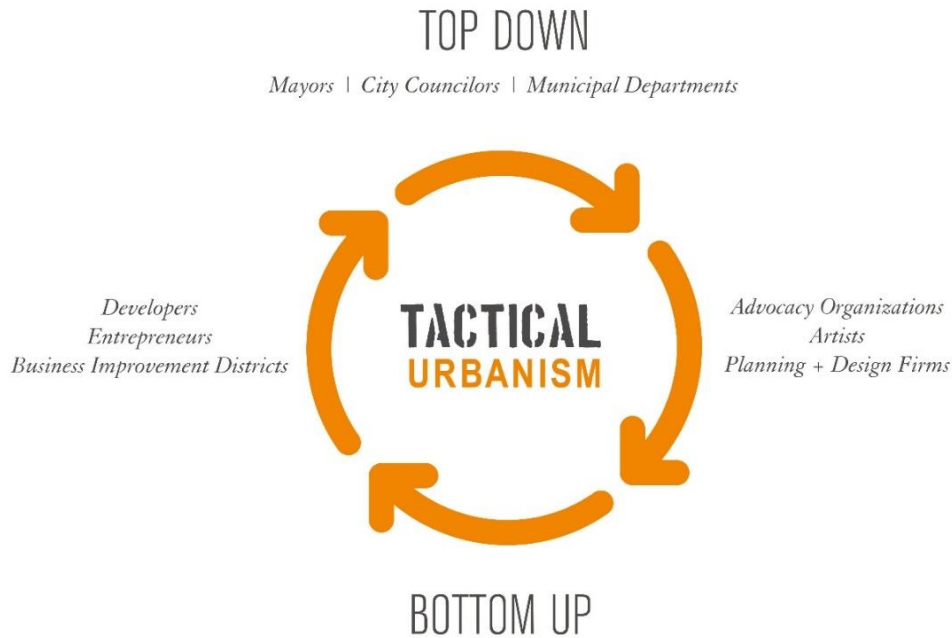 TOP DOWN
Mayors | City Councilors | Municipal Departments
Developers
Entrepreneurs
Business Improvement Districts
TACTICAL
URBANISM
Advocacy Organizations
Artists
Planning + Design Firms
BOTTOM UP